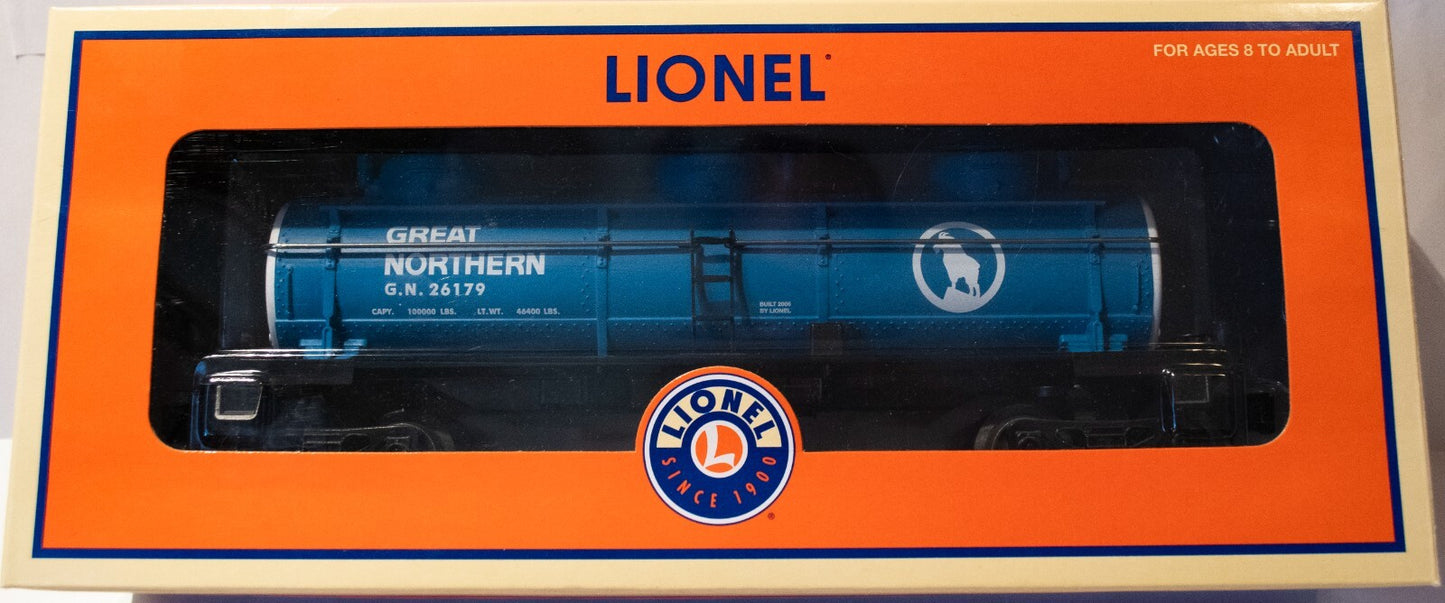 FOR AGES 8 TO ADULT
LIONEL®
GREAT
NORTHERN
G.N. 26179
CAPY. 100000 LBS. LT. WT. 46400 LBS.
BUILT 2006
BY LIONEL
LIONEL
L
SINCE 1900
®